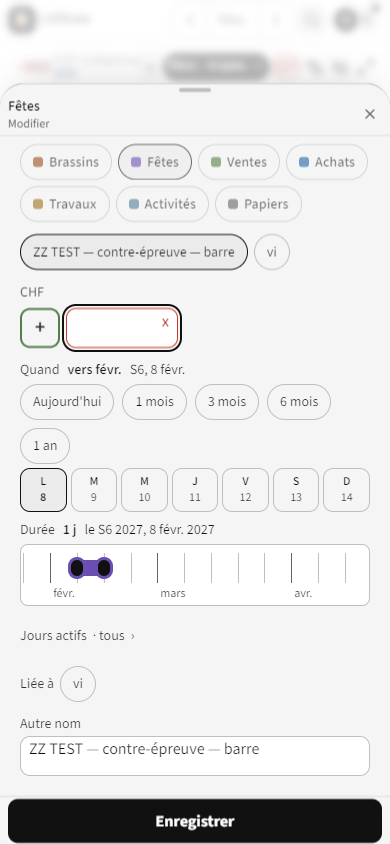 Fêtes
Modifier
×
Brassins Fêtes Ventes Achats
Travaux Activités Papiers
ZZ TEST — contre-épreuve — barre vi
CHF
+ x
Quand vers févr. S6, 8 févr.
Aujourd'hui 1 mois 3 mois 6 mois
1 an
L M M J V S D
8 9 10 11 12 13 14
Durée 1 j le S6 2027, 8 févr. 2027
févr. mars avr.
Jours actifs · tous ›
Liée à vi
Autre nom
ZZ TEST — contre-épreuve — barre
Enregistrer